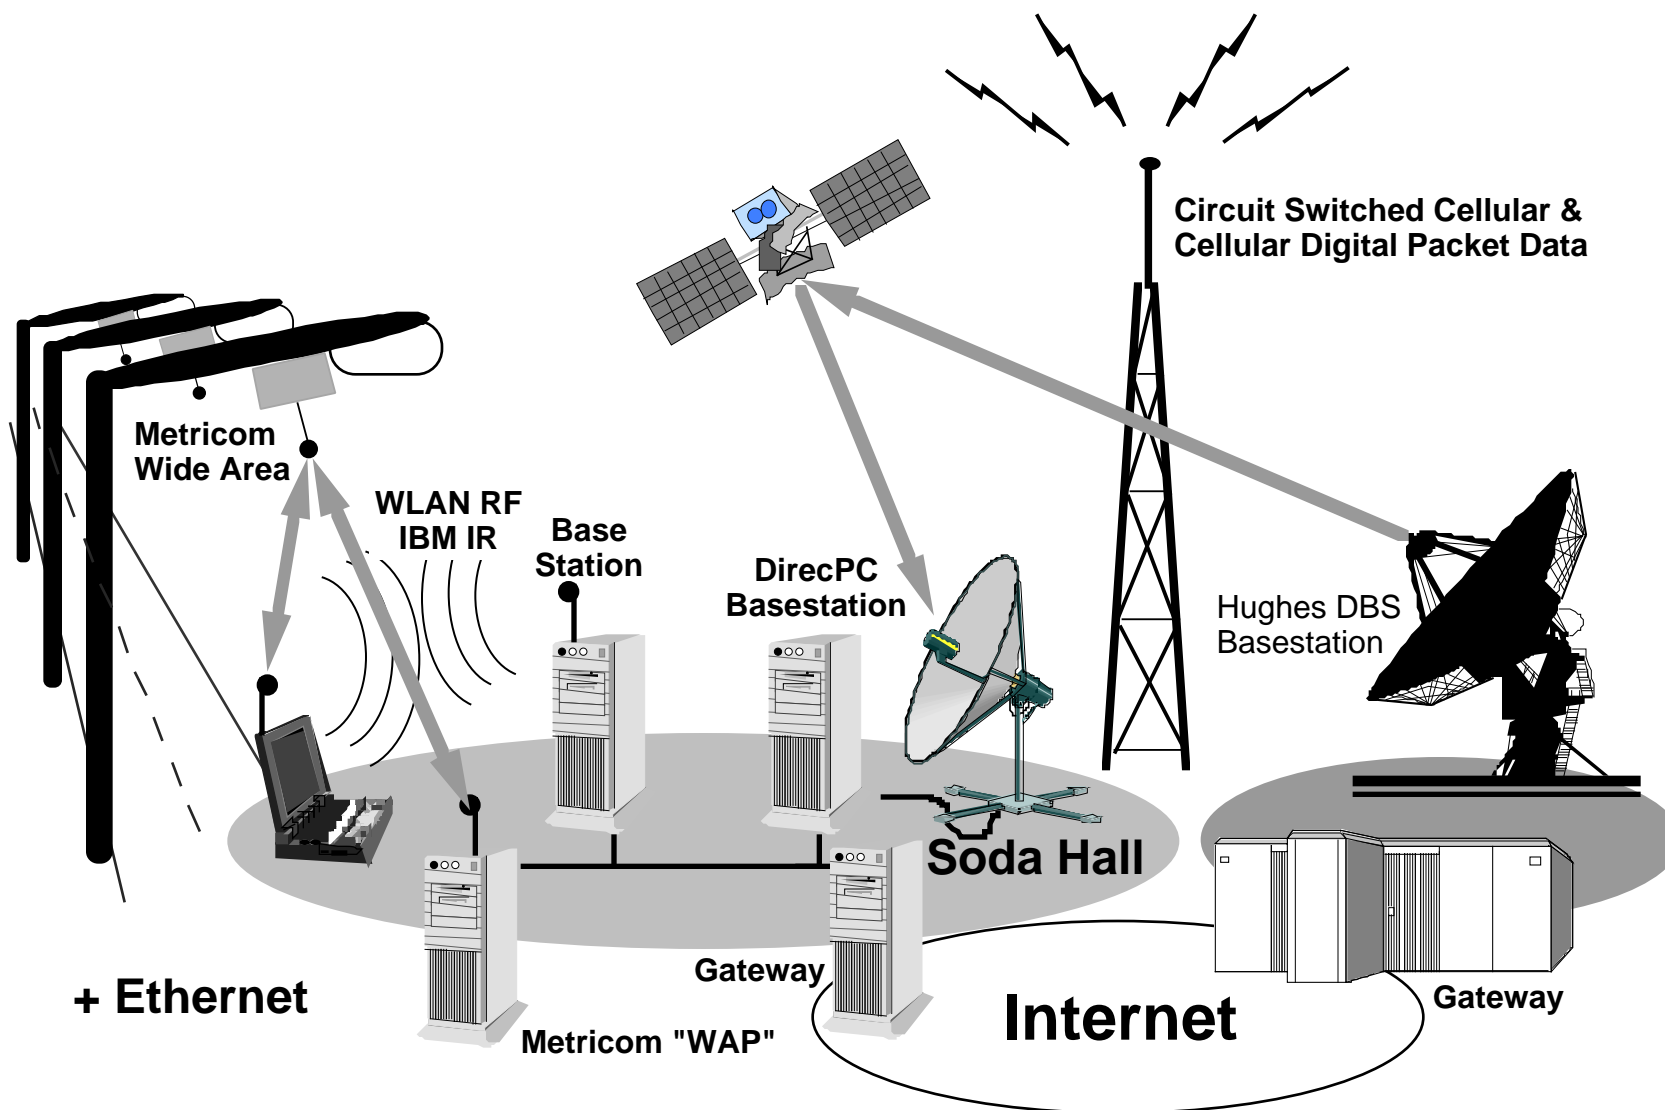 Circuit Switched Cellular &
Cellular Digital Packet Data
Metricom
Wide Area
WLAN RF
IBM IR
Base
Station
DirecPC
Basestation
Hughes DBS
Basestation
Soda Hall
+ Ethernet
Gateway
Internet
Gateway
Metricom "WAP"